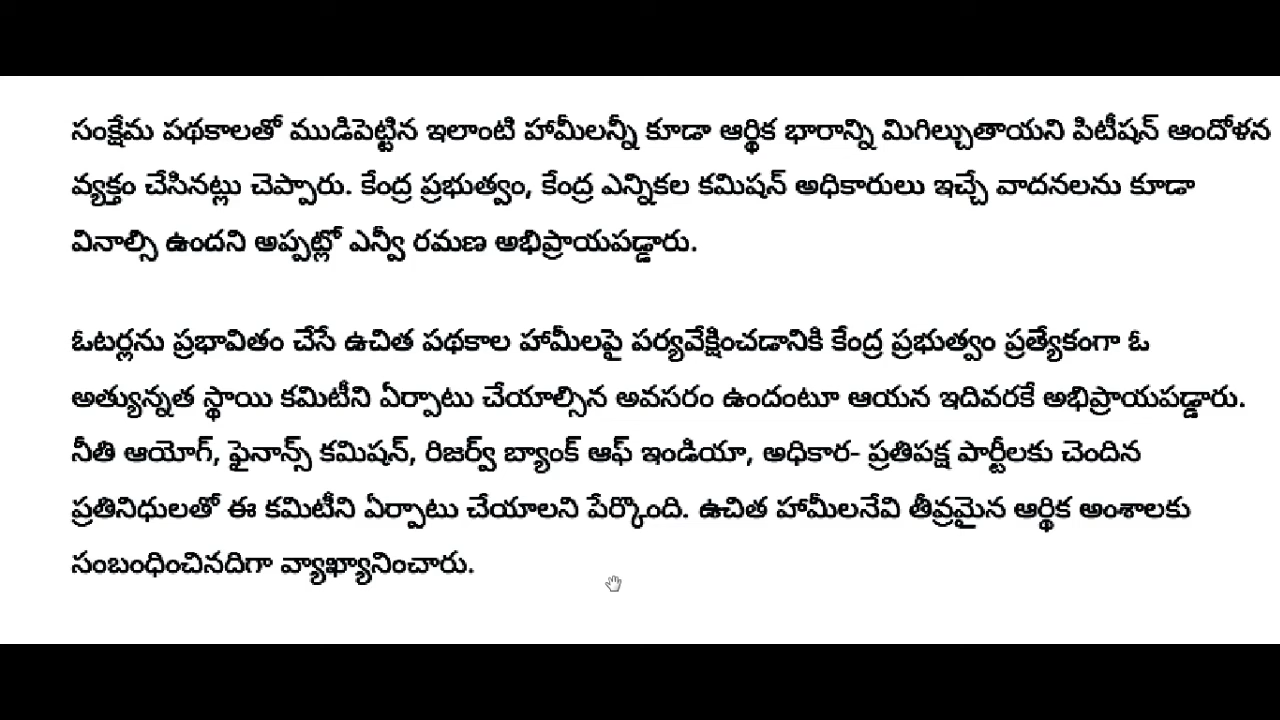 సంక్షేమ పథకాలతో ముడిపెట్టిన ఇలాంటి హామీలన్నీ కూడా ఆర్థిక భారాన్ని మిగిల్చుతాయని పిటీషన్ ఆందోళన
వ్యక్తం చేసినట్లు చెప్పారు. కేంద్ర ప్రభుత్వం, కేంద్ర ఎన్నికల కమిషన్ అధికారులు ఇచ్చే వాదనలను కూడా
వినాల్సి ఉందని అప్పట్లో ఎన్వీ రమణ అభిప్రాయపడ్డారు.
ఓటర్లను ప్రభావితం చేసే ఉచిత పథకాల హామీలపై పర్యవేక్షించడానికి కేంద్ర ప్రభుత్వం ప్రత్యేకంగా ఓ
అత్యున్నత స్థాయి కమిటీని ఏర్పాటు చేయాల్సిన అవసరం ఉందంటూ ఆయన ఇదివరకే అభిప్రాయపడ్డారు.
నీతి ఆయోగ్, ఫైనాన్స్ కమిషన్, రిజర్వ్ బ్యాంక్ ఆఫ్ ఇండియా, అధికార- ప్రతిపక్ష పార్టీలకు చెందిన
ప్రతినిధులతో ఈ కమిటీని ఏర్పాటు చేయాలని పేర్కొంది. ఉచిత హామీలనేవి తీవ్రమైన ఆర్థిక అంశాలకు
సంబంధించినదిగా వ్యాఖ్యానించారు.